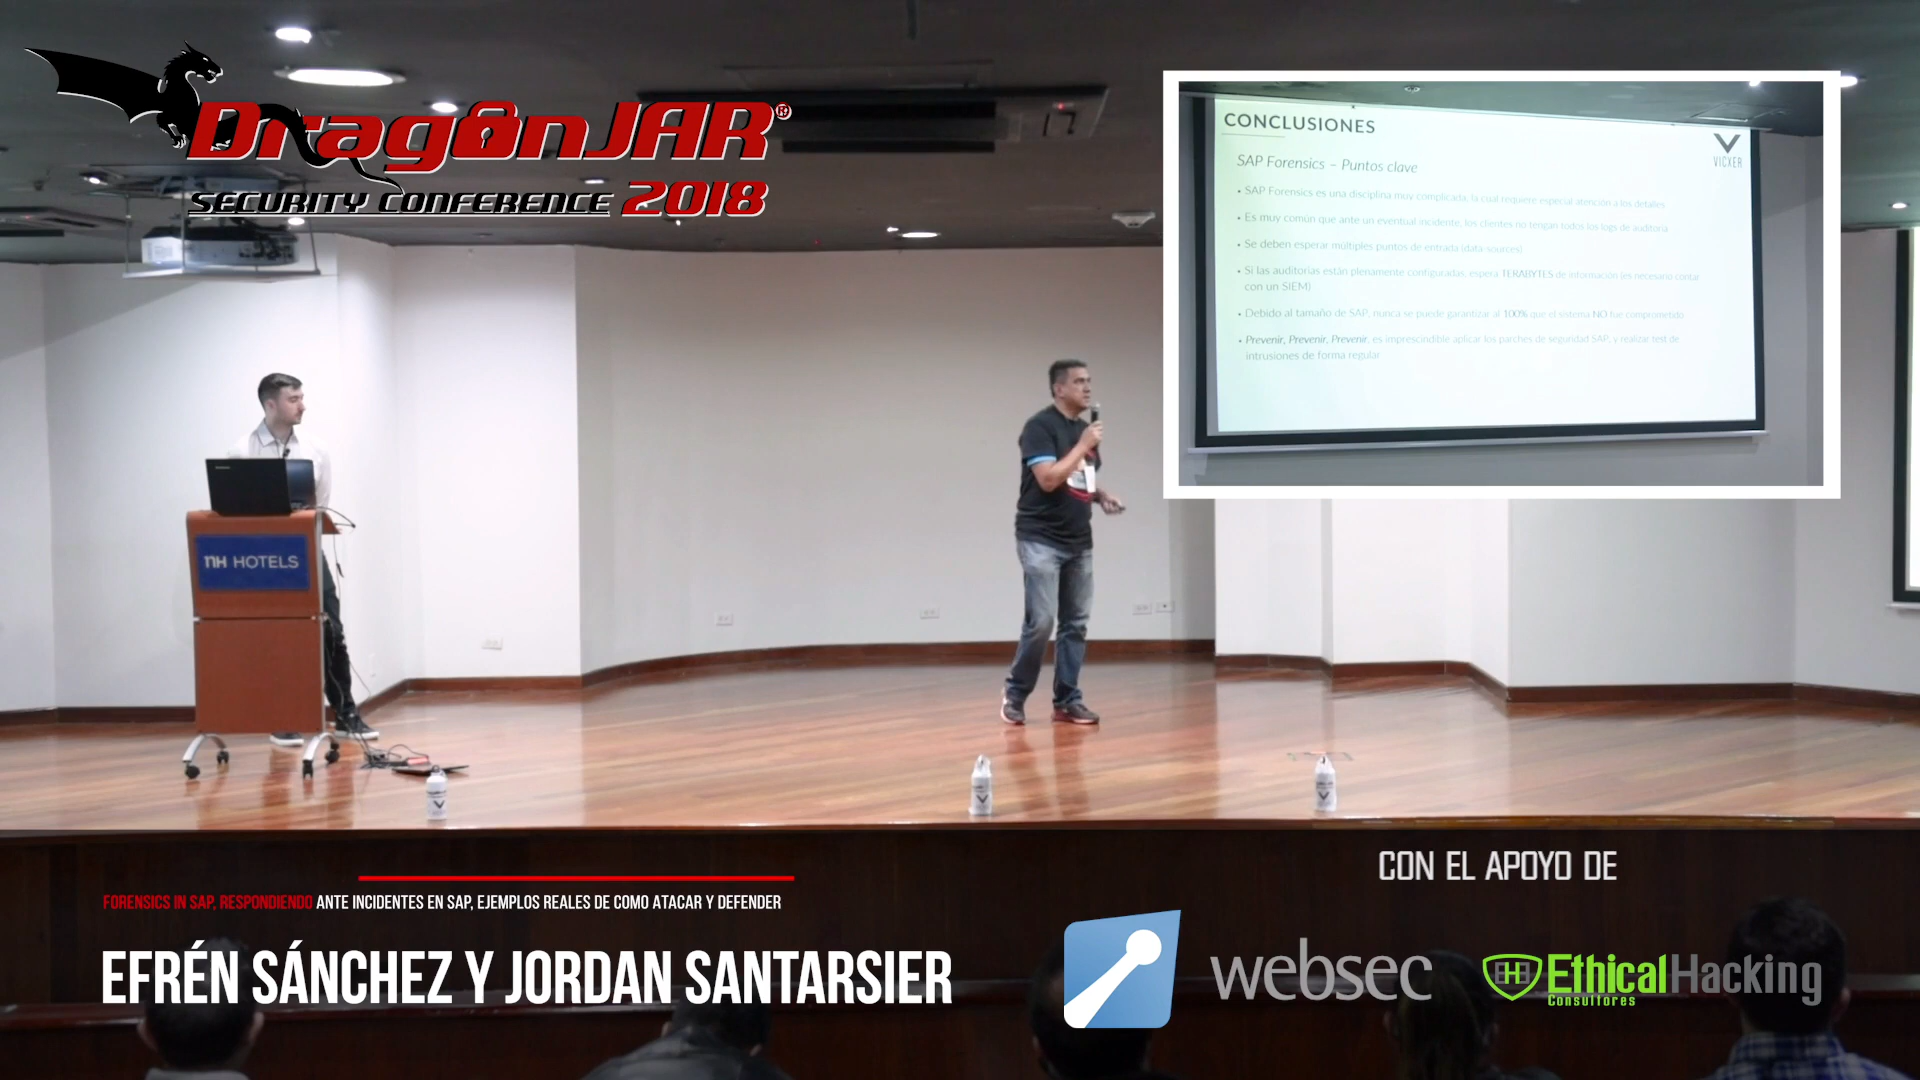 DragonJAR®
SECURITY CONFERENCE 2018
CONCLUSIONES
VICXER
SAP Forensics – Puntos clave
• SAP Forensics es una disciplina muy complicada, la cual requiere especial atención a los detalles
• Es muy común que ante un eventual incidente, los clientes no tengan todos los logs de auditoría
• Se deben esperar múltiples puntos de entrada (data-sources)
• Si las auditorías están plenamente configuradas, espera TERABYTES de información (es necesario contar
con un SIEM)
• Debido al tamaño de SAP, nunca se puede garantizar al 100% que el sistema NO fue comprometido
• Prevenir, Prevenir, Prevenir, es imprescindible aplicar los parches de seguridad SAP, y realizar test de
intrusiones de forma regular
NH HOTELS
CON EL APOYO DE
FORENSICS IN SAP, RESPONDIENDO ANTE INCIDENTES EN SAP, EJEMPLOS REALES DE COMO ATACAR Y DEFENDER
EFRÉN SÁNCHEZ Y JORDAN SANTARSIER
websec
EH EthicalHacking
Consultores